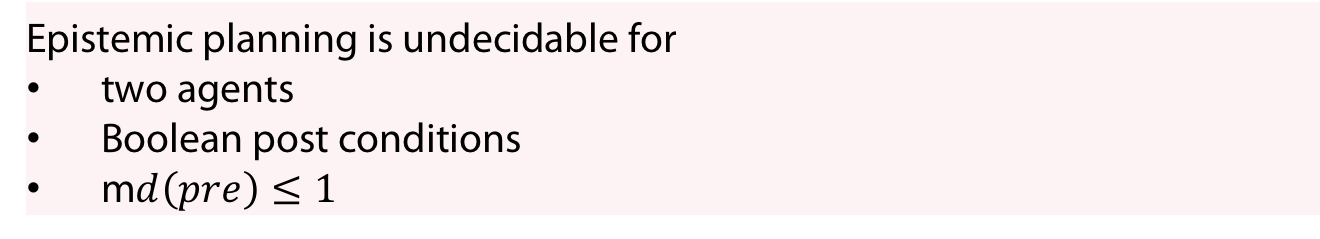 Epistemic planning is undecidable for
• two agents
• Boolean post conditions
• md(pre) ≤ 1